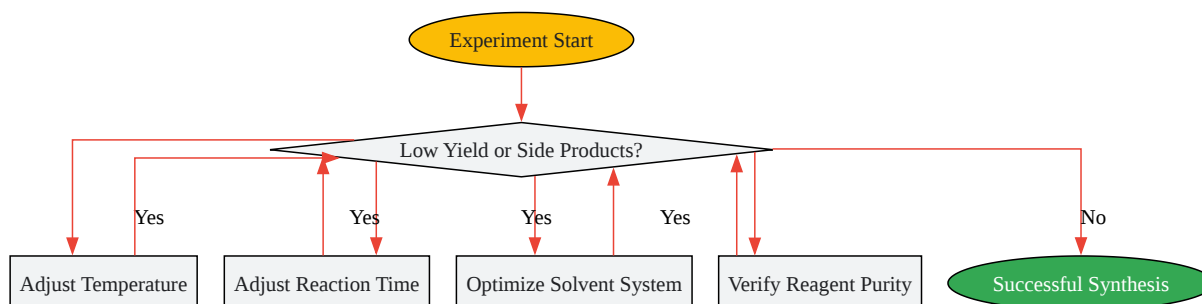 Experiment Start
Low Yield or Side Products?
Yes
Yes
Yes
Yes
No
Adjust Temperature
Adjust Reaction Time
Optimize Solvent System
Verify Reagent Purity
Successful Synthesis